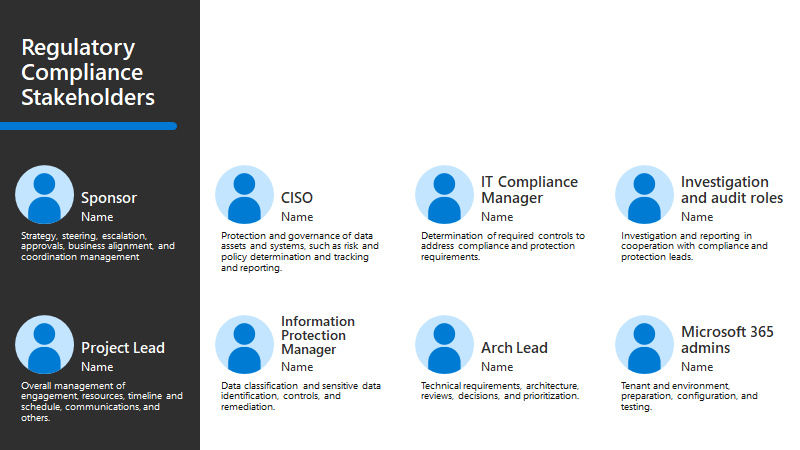 Regulatory
Compliance
Stakeholders
Sponsor
Name
Strategy, steering, escalation,
approvals, business alignment, and
coordination management
CISO
Name
Protection and governance of data
assets and systems, such as risk and
policy determination and tracking
and reporting.
IT Compliance
Manager
Name
Determination of required controls to
address compliance and protection
requirements.
Investigation
and audit roles
Name
Investigation and reporting in
cooperation with compliance and
protection leads.
Project Lead
Name
Overall management of
engagement, resources, timeline and
schedule, communications, and
others.
Information
Protection
Manager
Name
Data classification and sensitive data
identification, controls, and
remediation.
Arch Lead
Name
Technical requirements, architecture,
reviews, decisions, and prioritization.
Microsoft 365
admins
Name
Tenant and environment,
preparation, configuration, and
testing.